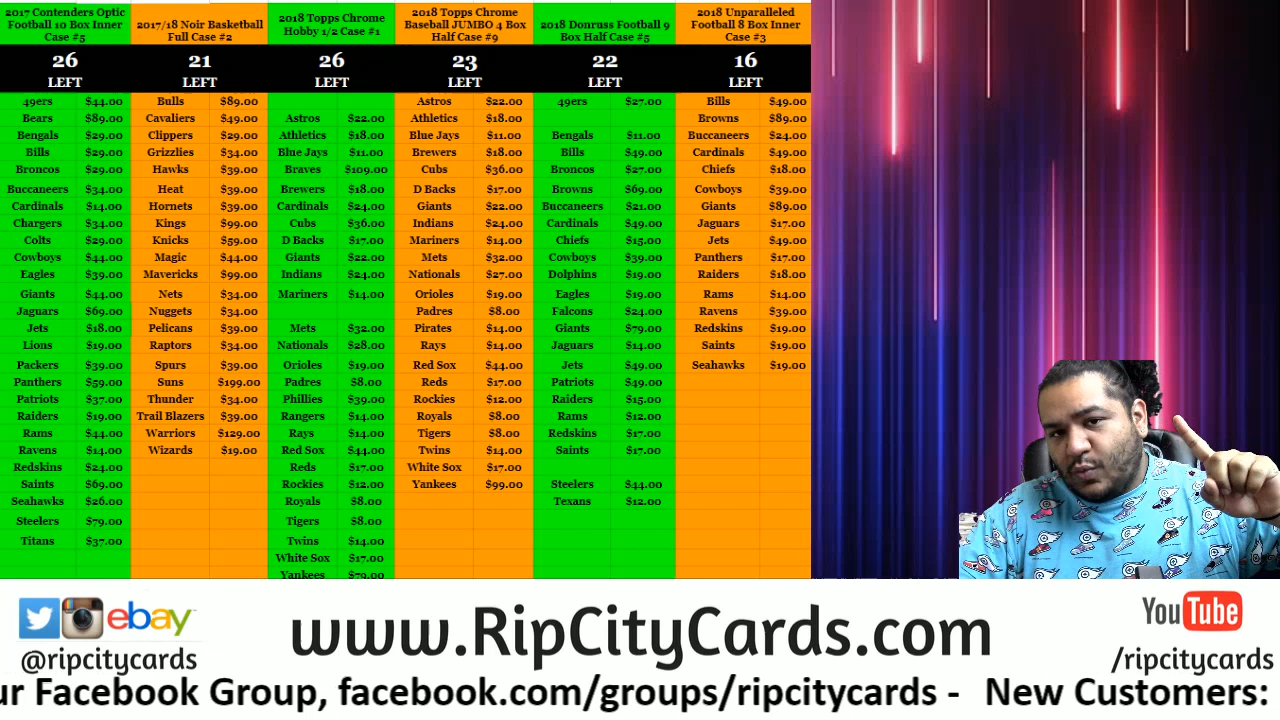 2017 Contenders Optic
Football 10 Box Inner
Case #5
26
LEFT
49ers $44.00
Bears $89.00
Bengals $29.00
Bills $29.00
Broncos $29.00
Buccaneers $34.00
Cardinals $14.00
Chargers $34.00
Colts $29.00
Cowboys $44.00
Eagles $39.00
Giants $44.00
Jaguars $69.00
Jets $18.00
Lions $19.00
Packers $39.00
Panthers $59.00
Patriots $37.00
Raiders $19.00
Rams $44.00
Ravens $14.00
Redskins $24.00
Saints $69.00
Seahawks $26.00
Steelers $79.00
Titans $37.00
2017/18 Noir Basketball
Full Case #2
21
LEFT
Bulls $89.00
Cavaliers $49.00
Clippers $29.00
Grizzlies $34.00
Hawks $39.00
Heat $39.00
Hornets $39.00
Kings $99.00
Knicks $59.00
Magic $44.00
Mavericks $99.00
Nets $34.00
Nuggets $34.00
Pelicans $39.00
Raptors $34.00
Spurs $39.00
Suns $199.00
Thunder $34.00
Trail Blazers $39.00
Warriors $129.00
Wizards $19.00
2018 Topps Chrome
Hobby 1/2 Case #1
26
LEFT
Astros $22.00
Athletics $18.00
Blue Jays $11.00
Braves $109.00
Brewers $18.00
Cardinals $24.00
Cubs $36.00
D Backs $17.00
Giants $22.00
Indians $24.00
Mariners $14.00
Mets $32.00
Nationals $28.00
Orioles $19.00
Padres $8.00
Phillies $39.00
Rangers $14.00
Rays $14.00
Red Sox $44.00
Reds $17.00
Rockies $12.00
Royals $8.00
Tigers $8.00
Twins $14.00
White Sox $17.00
Yankees $79.00
2018 Topps Chrome
Baseball JUMBO 4 Box
Half Case #9
23
LEFT
Astros $22.00
Athletics $18.00
Blue Jays $11.00
Brewers $18.00
Cubs $36.00
D Backs $17.00
Giants $22.00
Indians $24.00
Mariners $14.00
Mets $32.00
Nationals $27.00
Orioles $19.00
Padres $8.00
Pirates $14.00
Rays $14.00
Red Sox $44.00
Reds $17.00
Rockies $12.00
Royals $8.00
Tigers $8.00
Twins $14.00
White Sox $17.00
Yankees $99.00
2018 Donruss Football 9
Box Half Case #5
22
LEFT
49ers $27.00
Bengals $11.00
Bills $49.00
Broncos $27.00
Browns $69.00
Buccaneers $21.00
Cardinals $49.00
Chiefs $15.00
Cowboys $39.00
Dolphins $19.00
Eagles $19.00
Falcons $24.00
Giants $79.00
Jaguars $14.00
Jets $49.00
Patriots $49.00
Raiders $15.00
Rams $12.00
Redskins $17.00
Saints $17.00
Steelers $44.00
Texans $12.00
2018 Unparalleled
Football 8 Box Inner
Case #3
16
LEFT
Bills $49.00
Browns $89.00
Buccaneers $24.00
Cardinals $49.00
Chiefs $18.00
Cowboys $39.00
Giants $89.00
Jaguars $17.00
Jets $49.00
Panthers $17.00
Raiders $18.00
Rams $14.00
Ravens $39.00
Redskins $19.00
Saints $19.00
Seahawks $19.00
ebay
@ripcitycards
www.RipCityCards.com
YouTube
/ripcitycards
ur Facebook Group, facebook.com/groups/ripcitycards - New Customers: